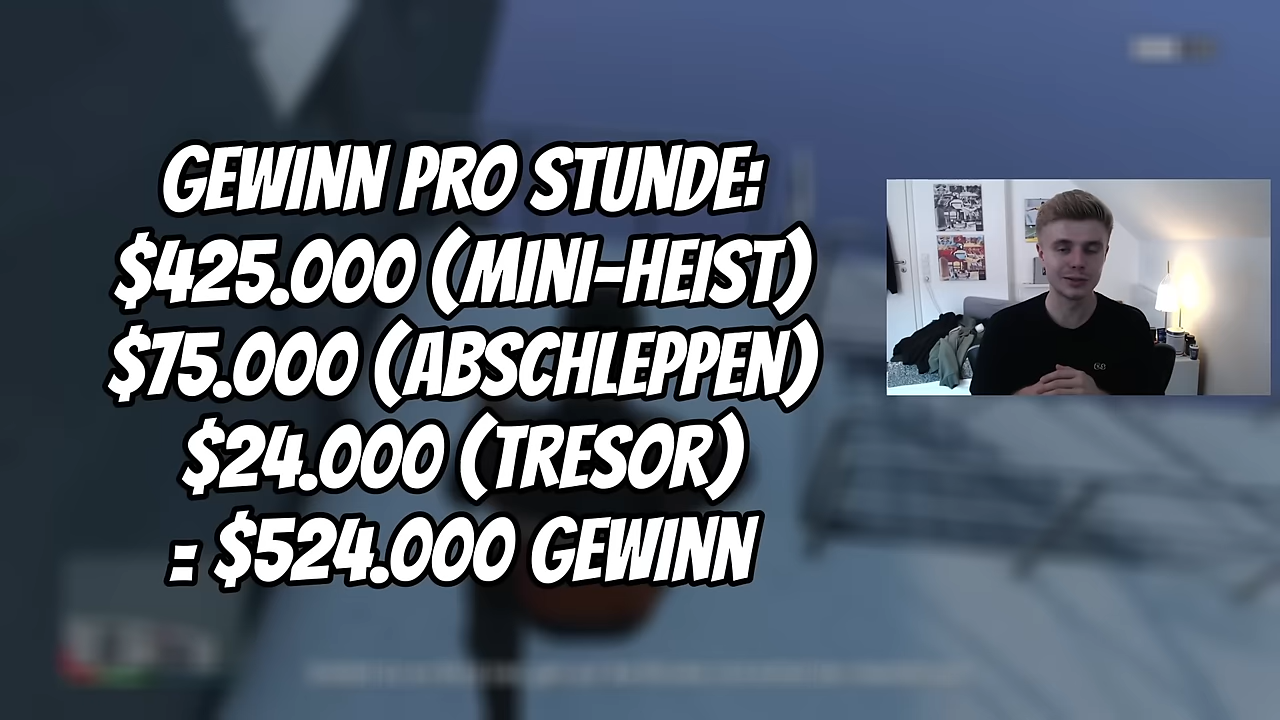 GEWINN PRO STUNDE:
$425.000 (MINI-HEIST)
$75.000 (ABSCHLEPPEN)
$24.000 (TRESOR)
= $524.000 GEWINN